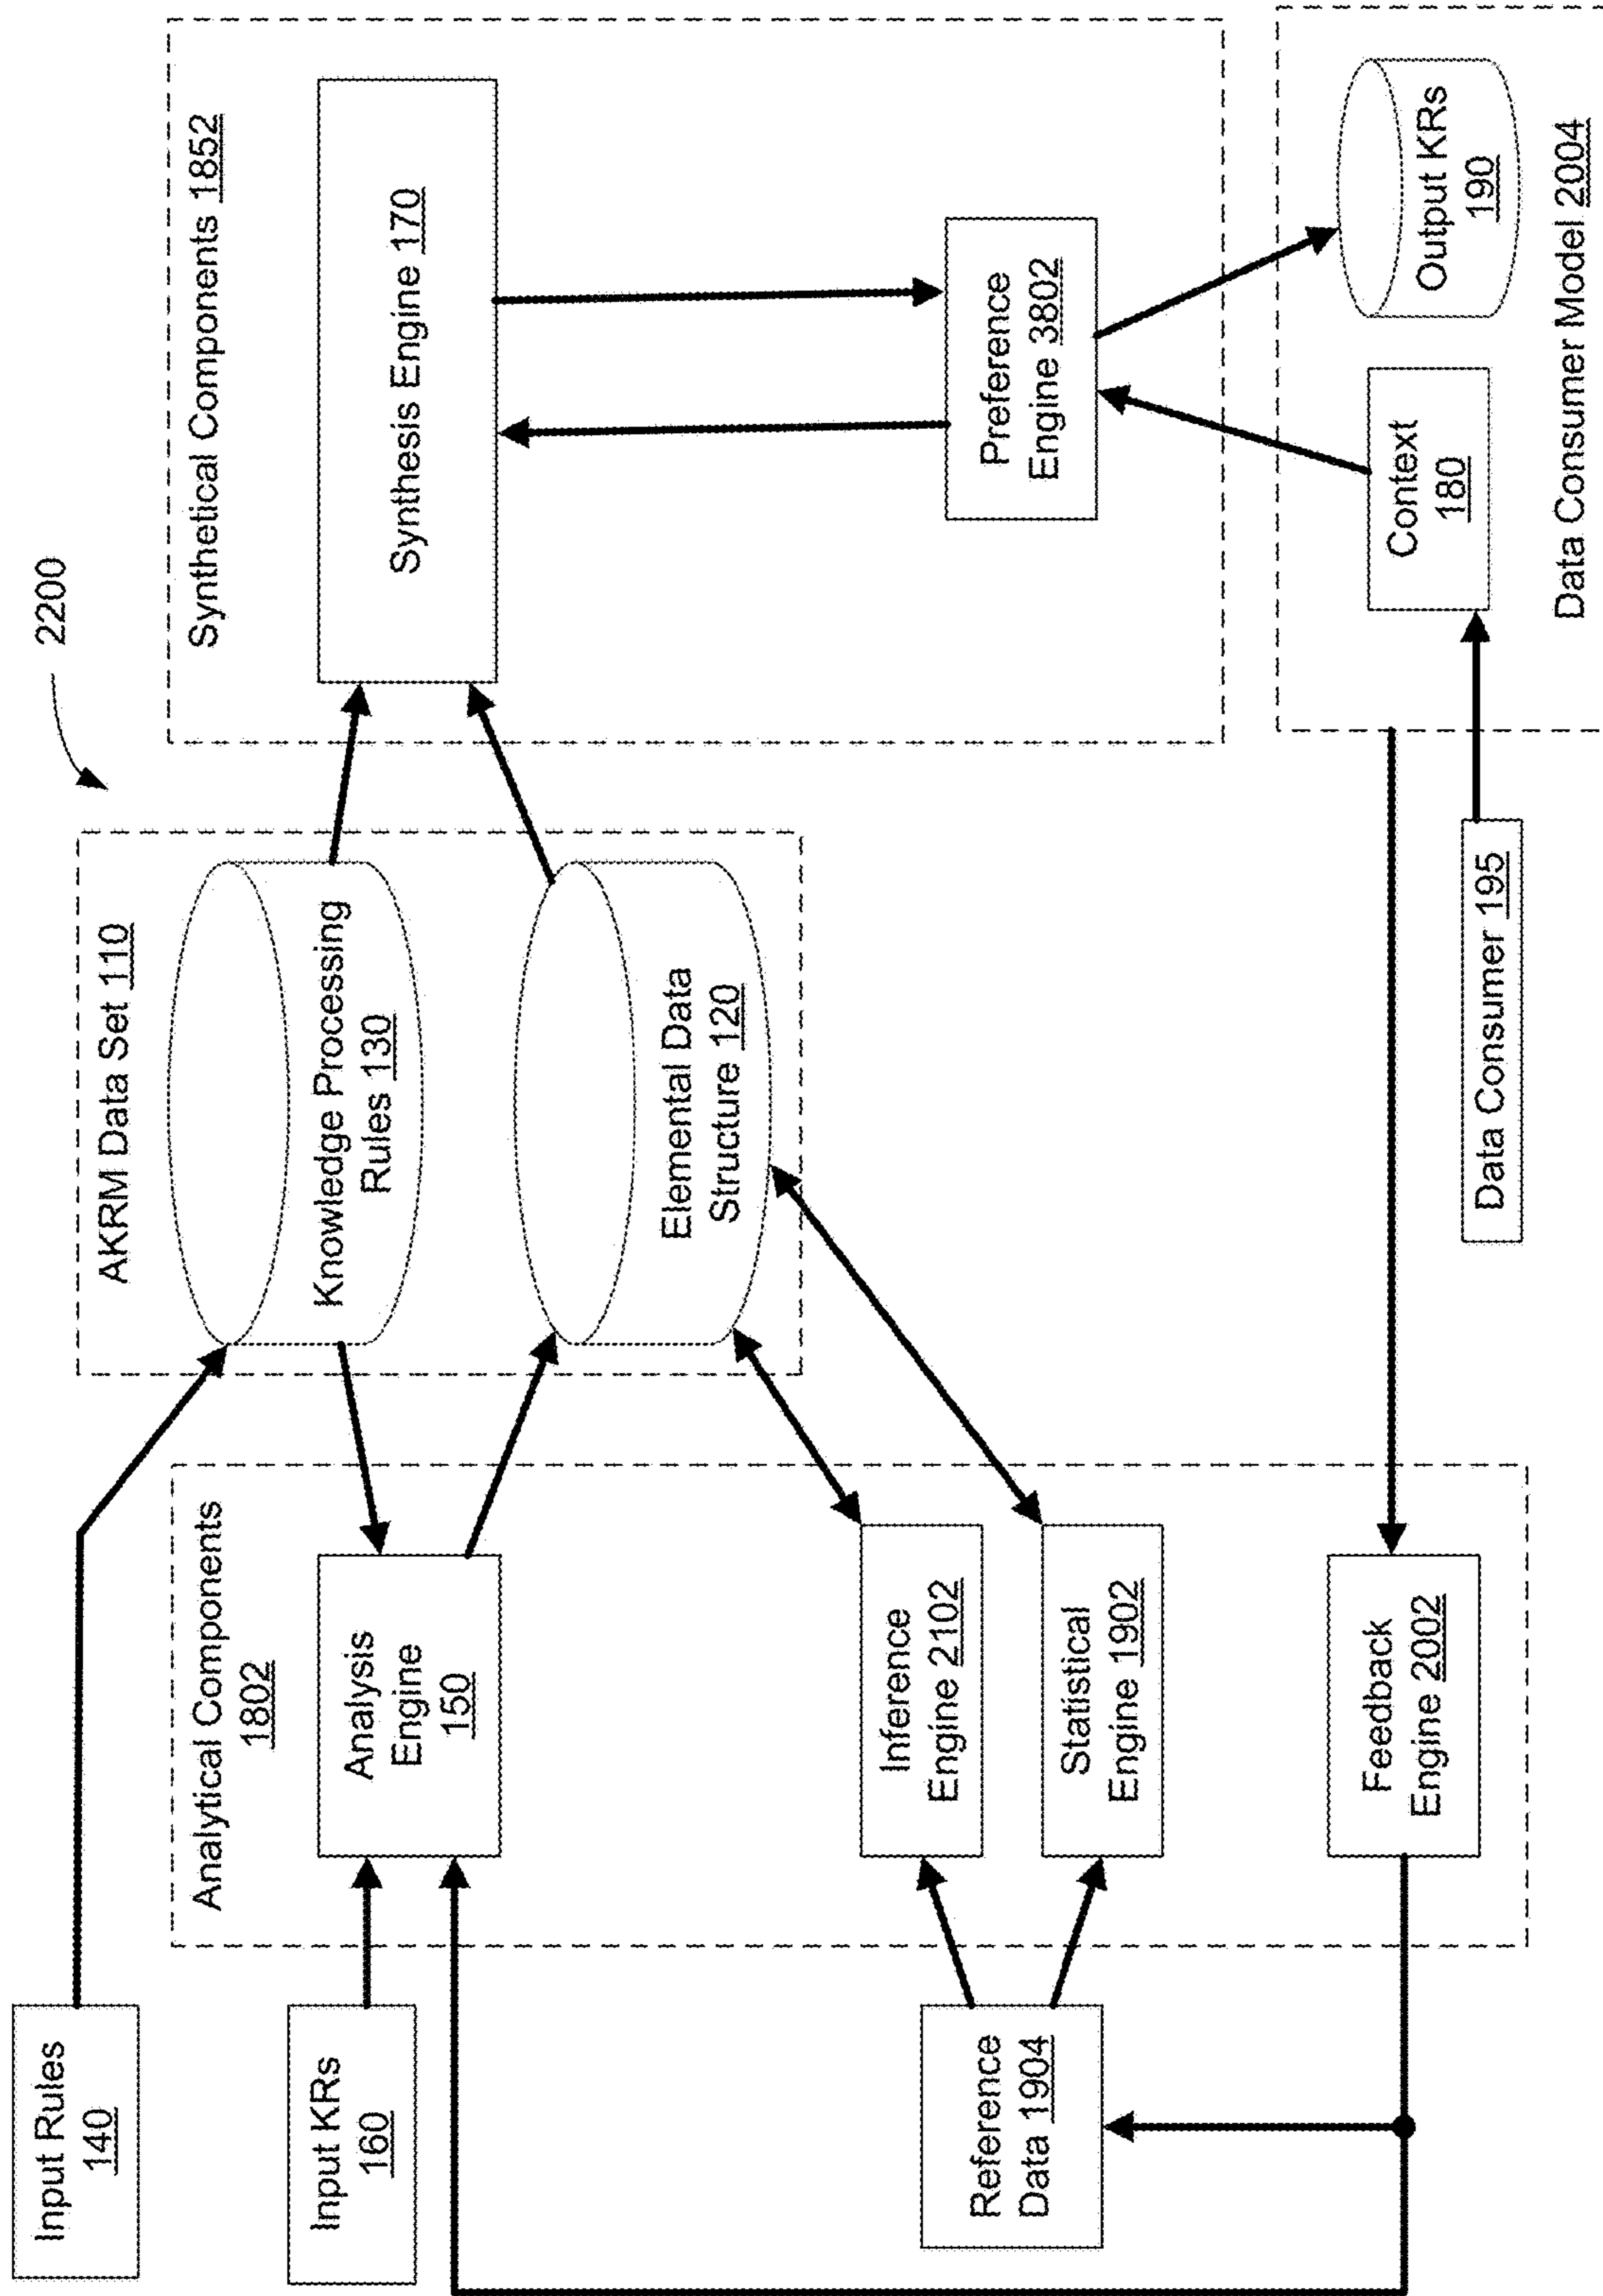 2200
Input Rules
140
Input KRs
160
Reference
Data 1904
Analytical Components
1802
Analysis
Engine
150
Inference
Engine 2102
Statistical
Engine 1902
Feedback
Engine 2002
AKRM Data Set 110
Knowledge Processing
Rules 130
Elemental Data
Structure 120
Data Consumer 195
Synthetical Components 1852
Synthesis Engine 170
Preference
Engine 3802
Context
180
Output KRs
190
Data Consumer Model 2004